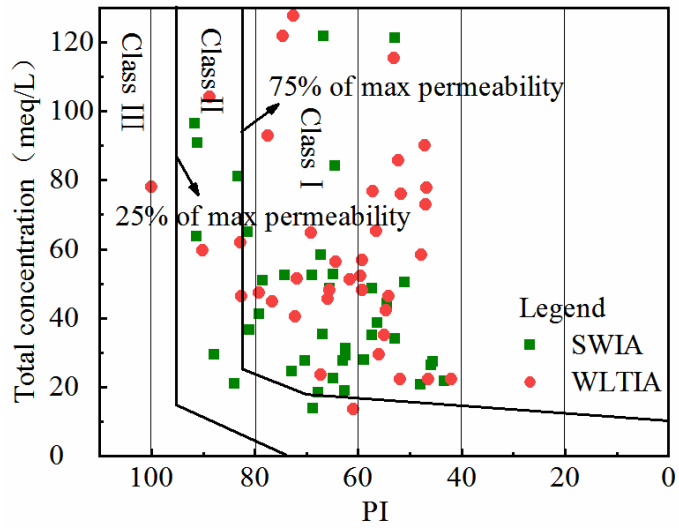 Total concentration（meq/L）
120
100
80
60
40
20
0
Class III
Class II
Class I
75% of max permeability
25% of max permeability
Legend
SWIA
WLTIA
100
80
60
40
20
0
PI